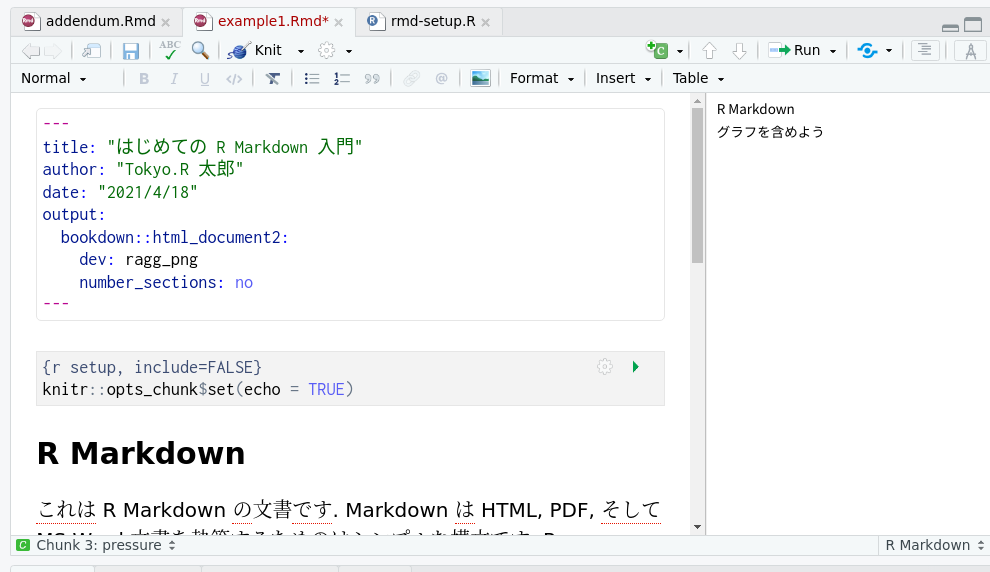 addendum.Rmd
example1.Rmd*
rmd-setup.R
ABC
Knit
Run
Normal
B I U
Format
Insert
Table
---
title: "はじめての R Markdown 入門"
author: "Tokyo.R 太郎"
date: "2021/4/18"
output:
bookdown::html_document2:
dev: ragg_png
number_sections: no
---
{r setup, include=FALSE}
knitr::opts_chunk$set(echo = TRUE)
R Markdown
これは R Markdown の文書です. Markdown は HTML, PDF, そして
R Markdown
グラフを含めよう
Chunk 3: pressure
R Markdown